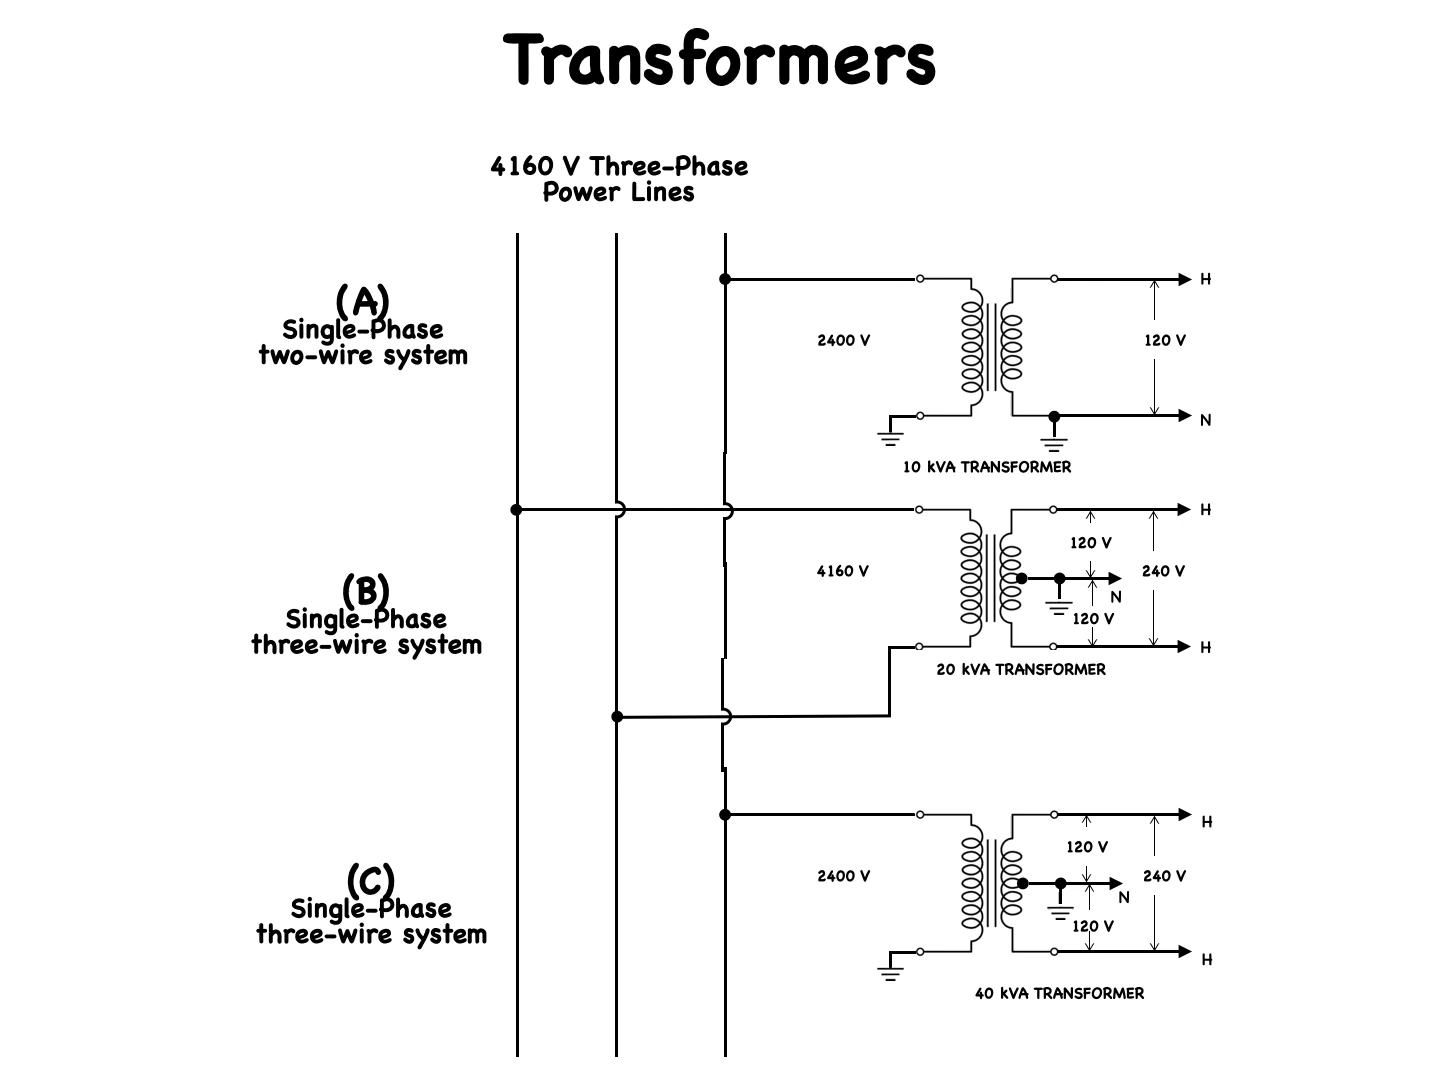 Transformers
4160 V Three-Phase
Power Lines
(A)
Single-Phase
two-wire system
2400 V
H
120 V
N
10 kVA TRANSFORMER
(B)
Single-Phase
three-wire system
4160 V
H
120 V
240 V
N
120 V
H
20 kVA TRANSFORMER
(C)
Single-Phase
three-wire system
2400 V
H
120 V
240 V
N
120 V
H
40 kVA TRANSFORMER